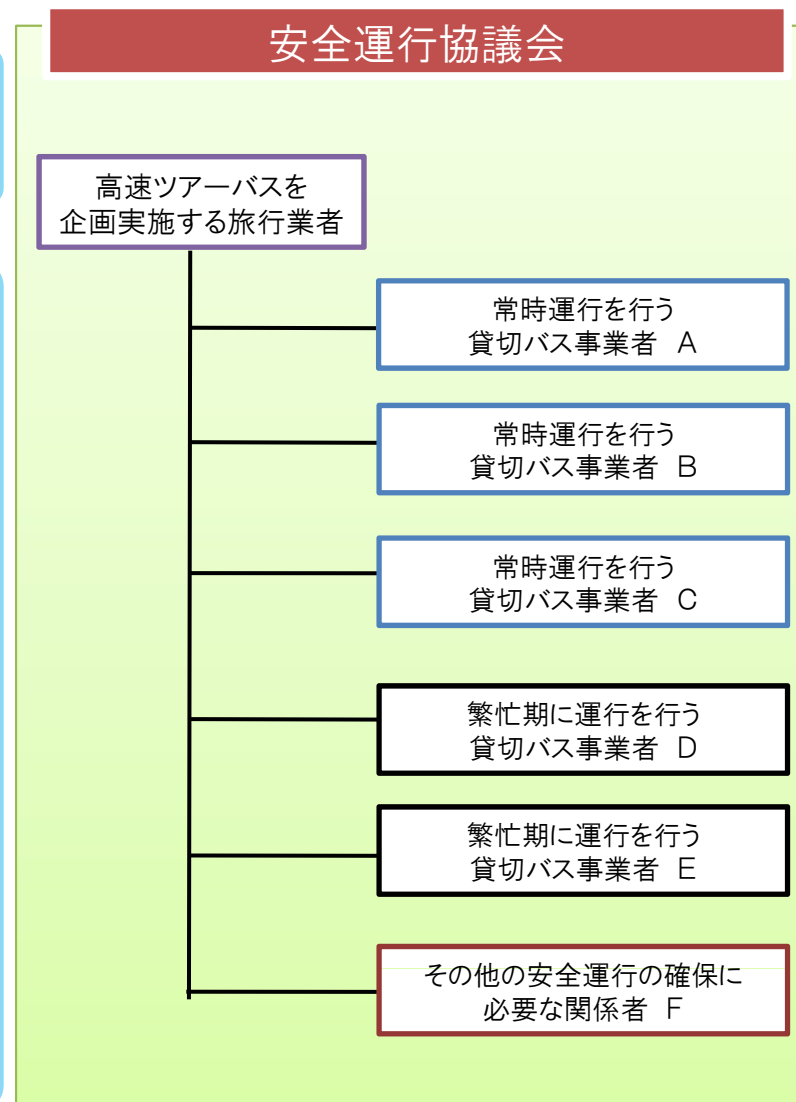 安全運行協議会
高速ツアーバスを
企画実施する旅行業者
常時運行を行う
貸切バス事業者　A
常時運行を行う
貸切バス事業者　B
常時運行を行う
貸切バス事業者　C
繁忙期に運行を行う
貸切バス事業者　D
繁忙期に運行を行う
貸切バス事業者　E
その他の安全運行の確保に
必要な関係者　F